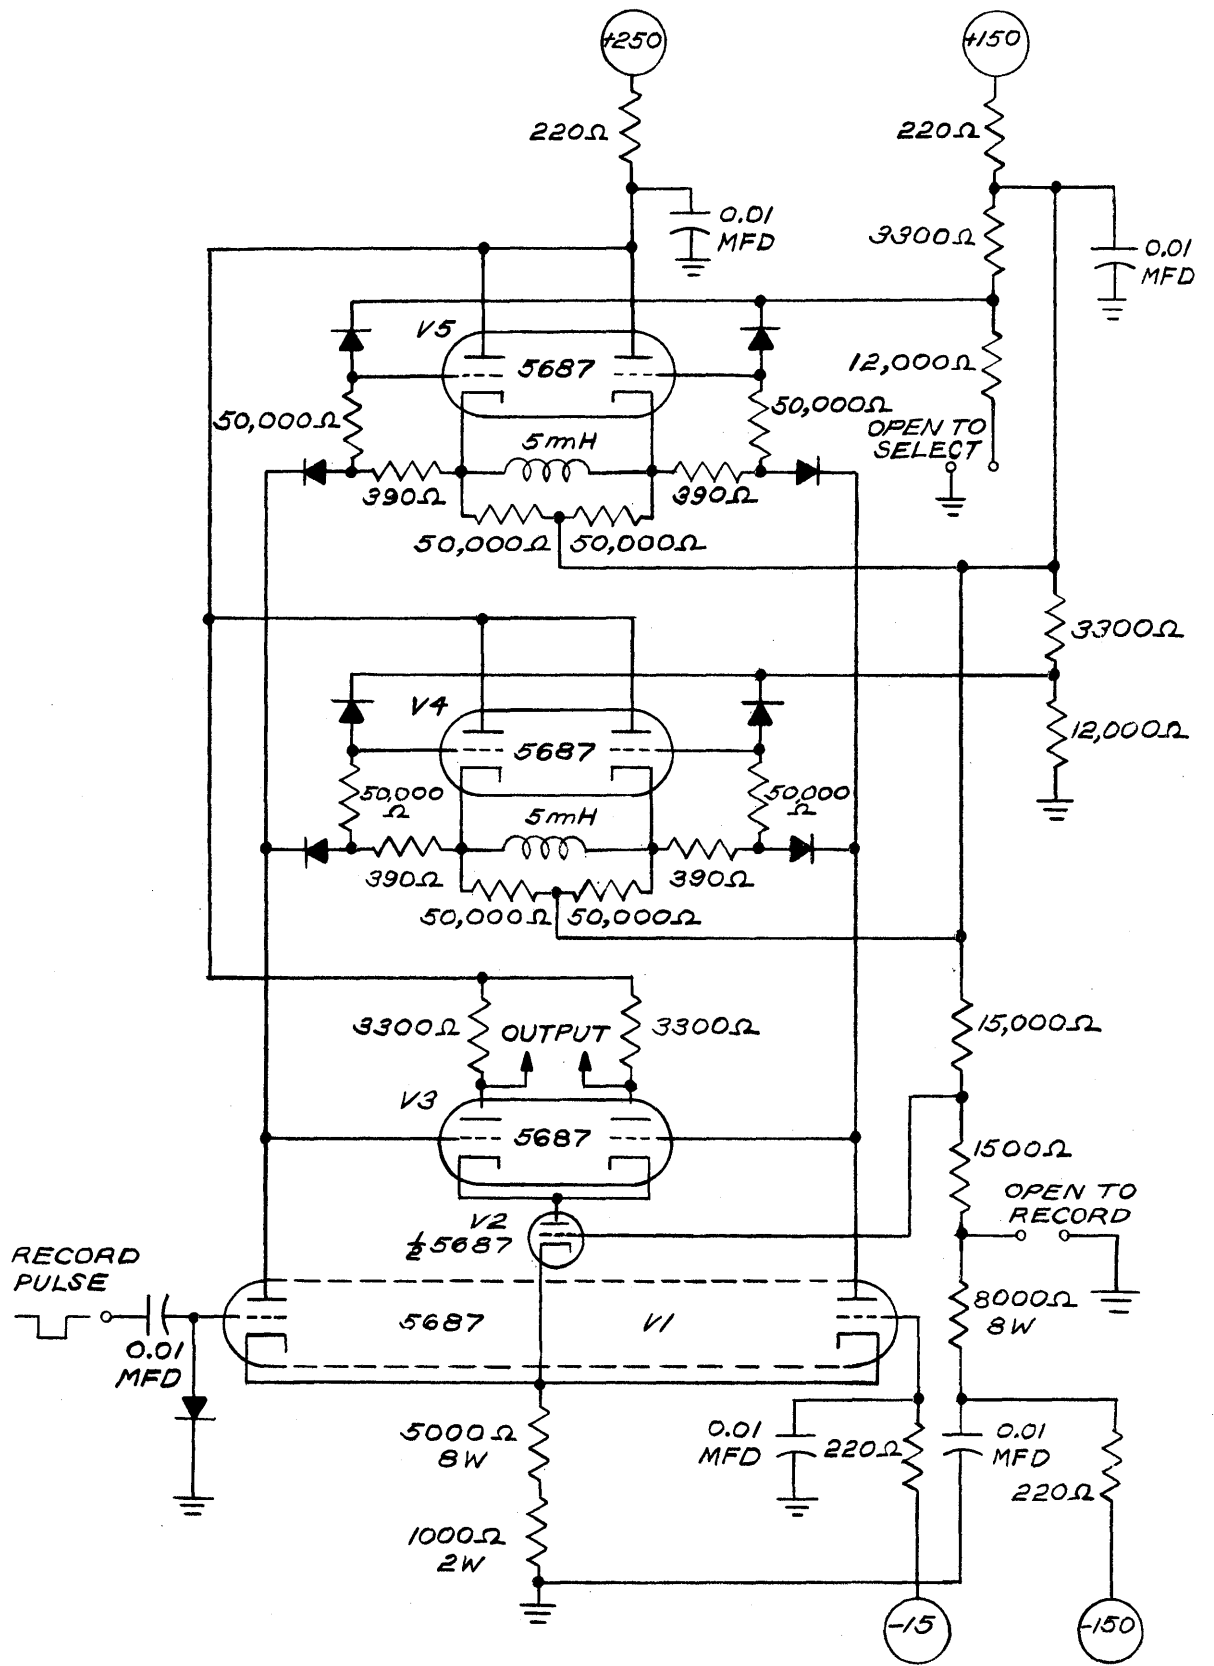 +250
+150
220Ω
220Ω
0.01
MFD
3300Ω
0.01
MFD
V5
5687
12,000Ω
50,000Ω
50,000Ω
OPEN TO
SELECT
5mH
390Ω
390Ω
50,000Ω
50,000Ω
3300Ω
V4
5687
12,000Ω
50,000
Ω
50,000
Ω
5mH
390Ω
390Ω
50,000Ω
50,000Ω
3300Ω
OUTPUT
3300Ω
15,000Ω
V3
5687
1500Ω
OPEN TO
RECORD
V2
½ 5687
RECORD
PULSE
5687
V1
8000Ω
8W
0.01
MFD
5000Ω
8W
0.01
MFD
220Ω
0.01
MFD
220Ω
1000Ω
2W
-15
-150